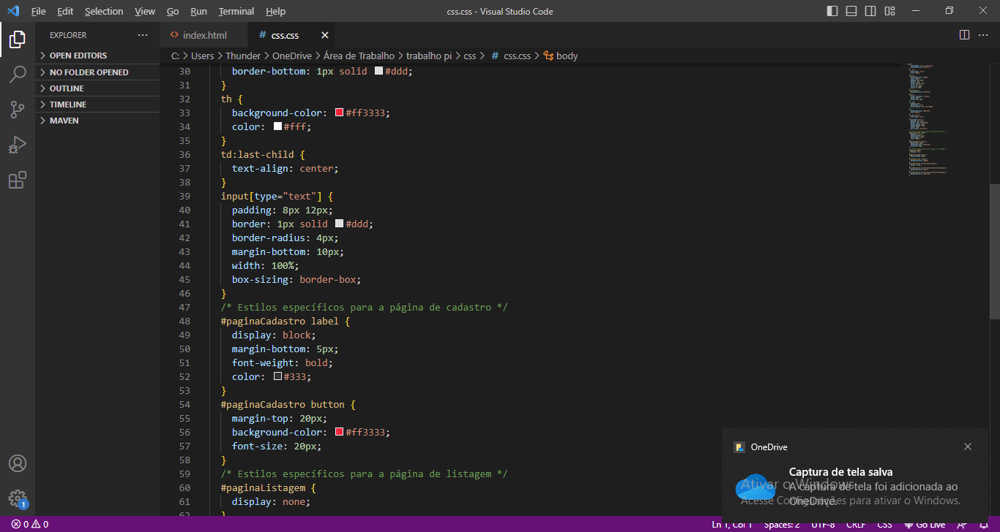 File Edit Selection View Go Run Terminal Help
css.css - Visual Studio Code
EXPLORER
OPEN EDITORS
NO FOLDER OPENED
OUTLINE
TIMELINE
MAVEN
index.html
# css.css
C: > Users > Thunder > OneDrive > Área de Trabalho > trabalho pi > css > # css.css > body
30 border-bottom: 1px solid #ddd;
31 }
32 th {
33 background-color: #ff3333;
34 color: #fff;
35 }
36 td:last-child {
37 text-align: center;
38 }
39 input[type="text"] {
40 padding: 8px 12px;
41 border: 1px solid #ddd;
42 border-radius: 4px;
43 margin-bottom: 10px;
44 width: 100%;
45 box-sizing: border-box;
46 }
47 /* Estilos específicos para a página de cadastro */
48 #paginaCadastro label {
49 display: block;
50 margin-bottom: 5px;
51 font-weight: bold;
52 color: #333;
53 }
54 #paginaCadastro button {
55 margin-top: 20px;
56 background-color: #ff3333;
57 font-size: 20px;
58 }
59 /* Estilos específicos para a página de listagem */
60 #paginaListagem {
61 display: none;
62 }
OneDrive
Captura de tela salva
A captura de tela foi adicionada ao
OneDrive.
Ativar o Windows
Acesse Configurações para ativar o Windows.
1
0 0
Ln 1, Col 1 Spaces: 2 UTF-8 CRLF CSS Go Live